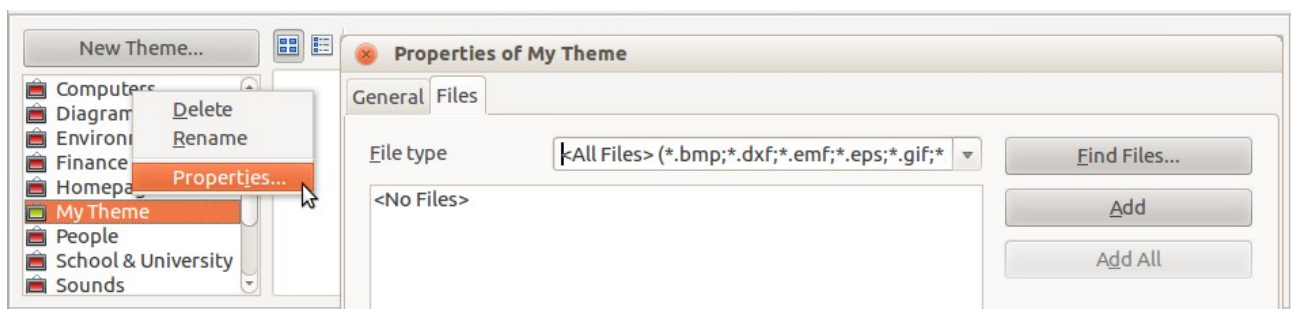 New Theme...
Computers
Diagram
Environ
Finance
Homepa
My Theme
People
School & University
Sounds
Delete
Rename
Properties...
Properties of My Theme
General Files
File type <All Files> (*.bmp;*.dxf;*.emf;*.eps;*.gif;*. Find Files...
<No Files>
Add
Add All